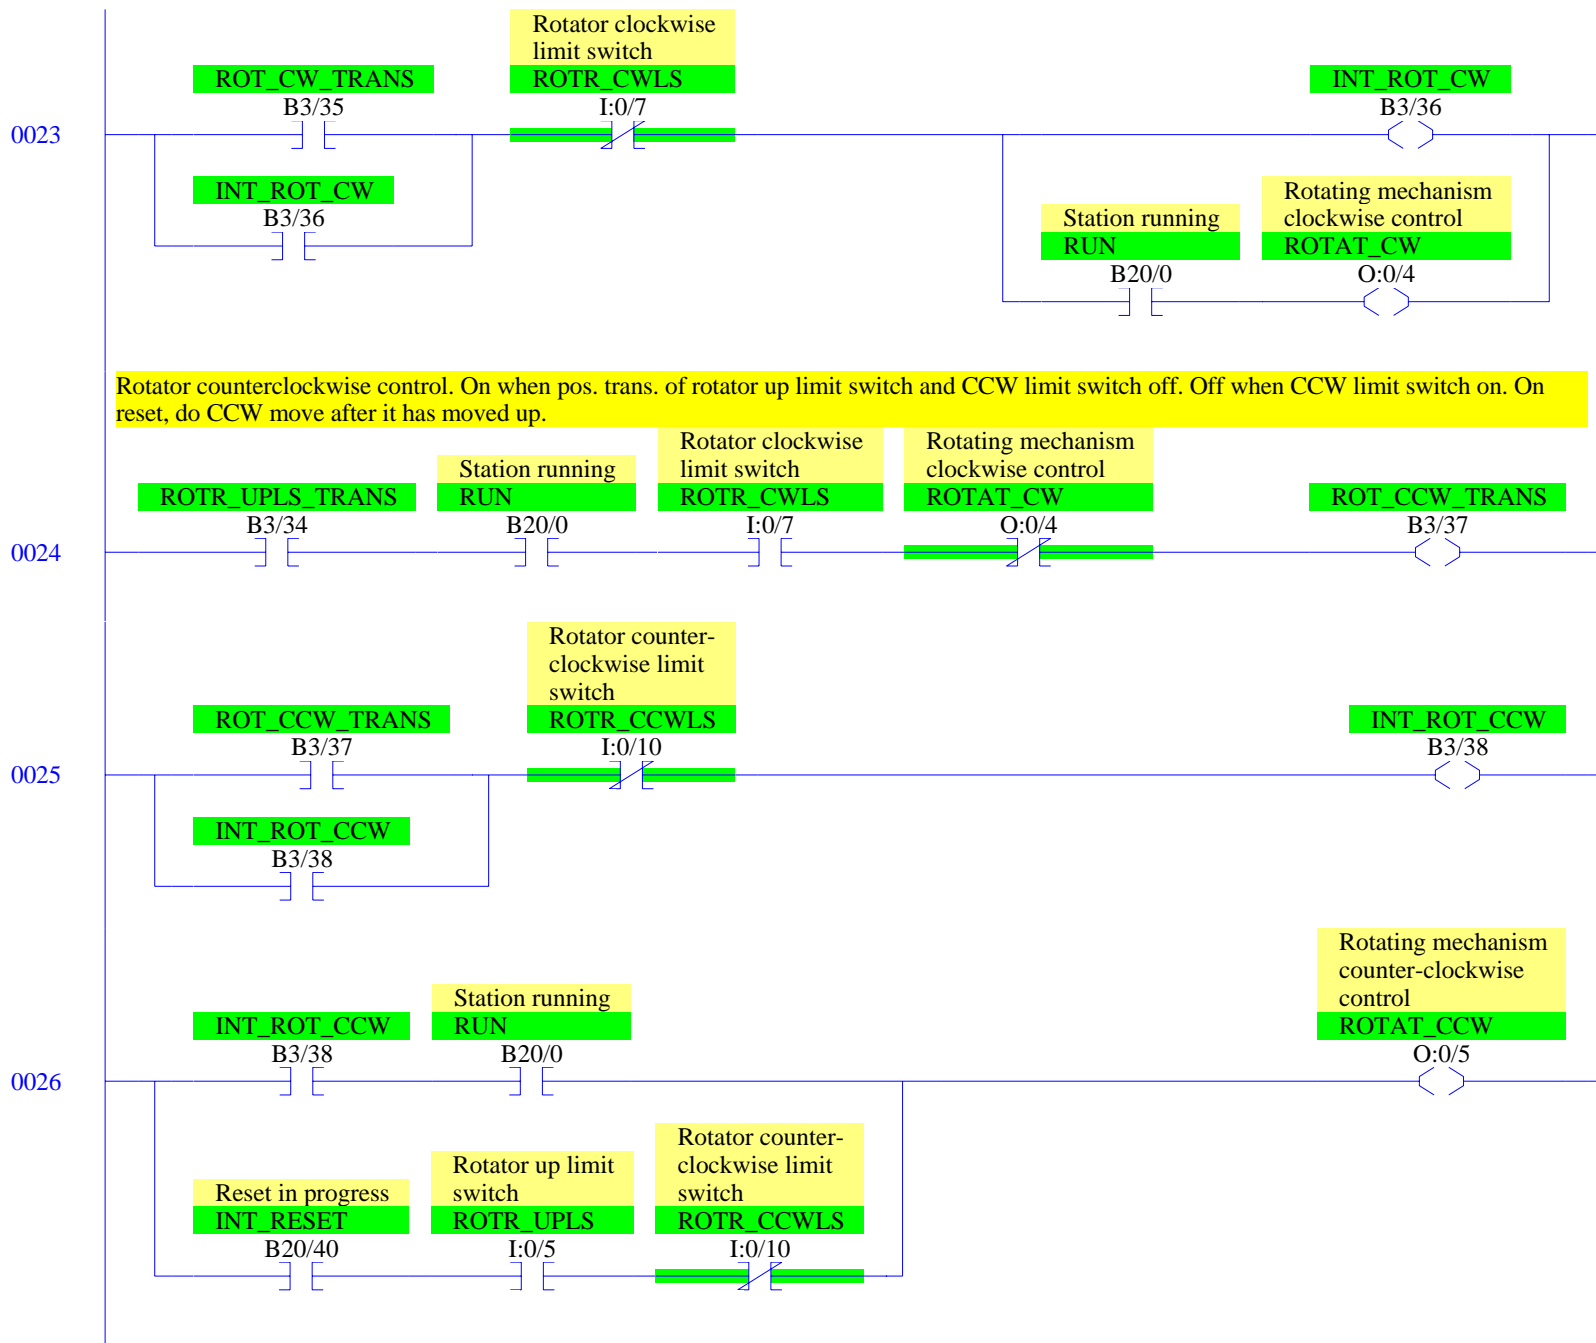 Rotator clockwise
limit switch
ROT_CW_TRANS
ROTR_CWLS
INT_ROT_CW
B3/35
I:0/7
B3/36
0023
INT_ROT_CW
B3/36
Station running
RUN
B20/0
Rotating mechanism
clockwise control
ROTAT_CW
O:0/4
Rotator counterclockwise control. On when pos. trans. of rotator up limit switch and CCW limit switch off. Off when CCW limit switch on. On
reset, do CCW move after it has moved up.
ROTR_UPLS_TRANS
B3/34
Station running
RUN
B20/0
Rotator clockwise
limit switch
ROTR_CWLS
I:0/7
Rotating mechanism
clockwise control
ROTAT_CW
O:0/4
ROT_CCW_TRANS
B3/37
0024
Rotator counter-
clockwise limit
switch
ROT_CCW_TRANS
ROTR_CCWLS
INT_ROT_CCW
B3/37
I:0/10
B3/38
0025
INT_ROT_CCW
B3/38
Rotating mechanism
counter-clockwise
control
ROTAT_CCW
O:0/5
Station running
RUN
B20/0
INT_ROT_CCW
B3/38
0026
Reset in progress
INT_RESET
B20/40
Rotator up limit
switch
ROTR_UPLS
I:0/5
Rotator counter-
clockwise limit
switch
ROTR_CCWLS
I:0/10